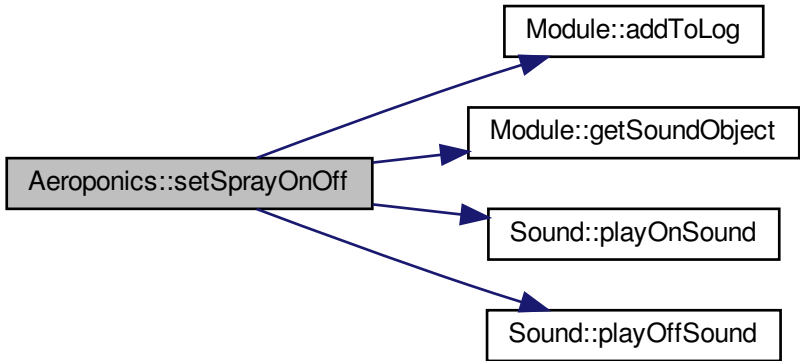 Module::addToLog
Module::getSoundObject
Aeroponics::setSprayOnOff
Sound::playOnSound
Sound::playOffSound